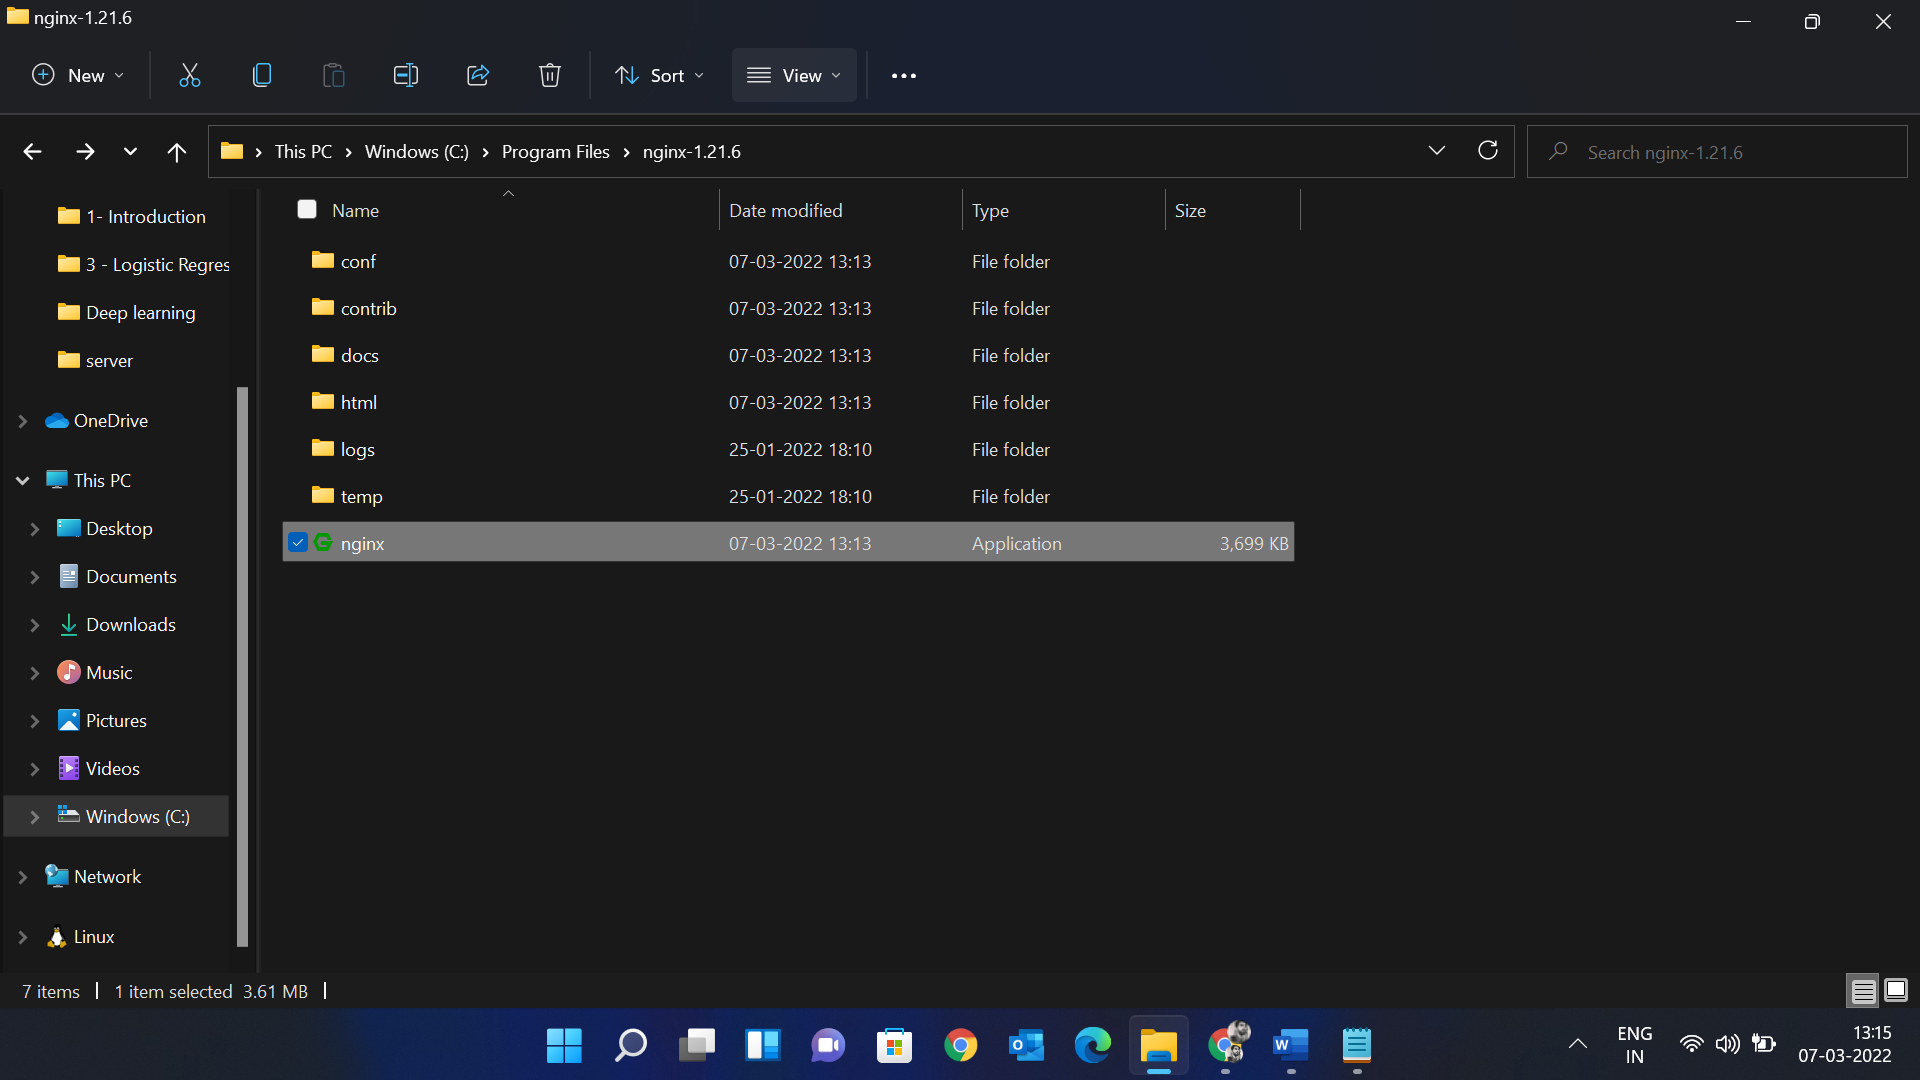 nginx-1.21.6
New
Sort
View
This PC
Windows (C:)
Program Files
nginx-1.21.6
Search nginx-1.21.6
1- Introduction
3 - Logistic Regres
Deep learning
server
OneDrive
This PC
Desktop
Documents
Downloads
Music
Pictures
Videos
Windows (C:)
Network
Linux
Name Date modified Type Size
conf 07-03-2022 13:13 File folder
contrib 07-03-2022 13:13 File folder
docs 07-03-2022 13:13 File folder
html 07-03-2022 13:13 File folder
logs 25-01-2022 18:10 File folder
temp 25-01-2022 18:10 File folder
nginx 07-03-2022 13:13 Application 3,699 KB
7 items 1 item selected 3.61 MB
ENG
IN
13:15
07-03-2022